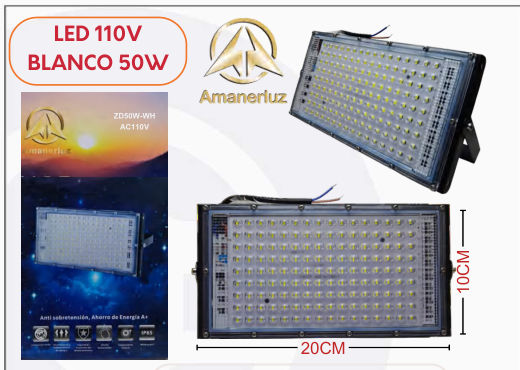 LED 110V
BLANCO 50W
Amanerluz
Amanerluz
ZD50W-WH
AC110V
Anti sobretensión, Ahorro de Energía A+
IP65
10CM
20CM